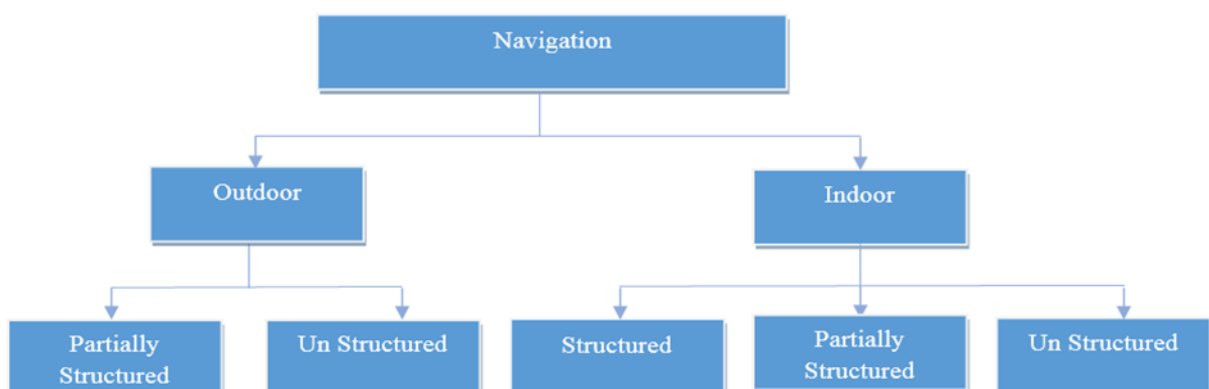 Navigation
Outdoor
Indoor
Partially
Structured
Un Structured
Structured
Partially
Structured
Un Structured